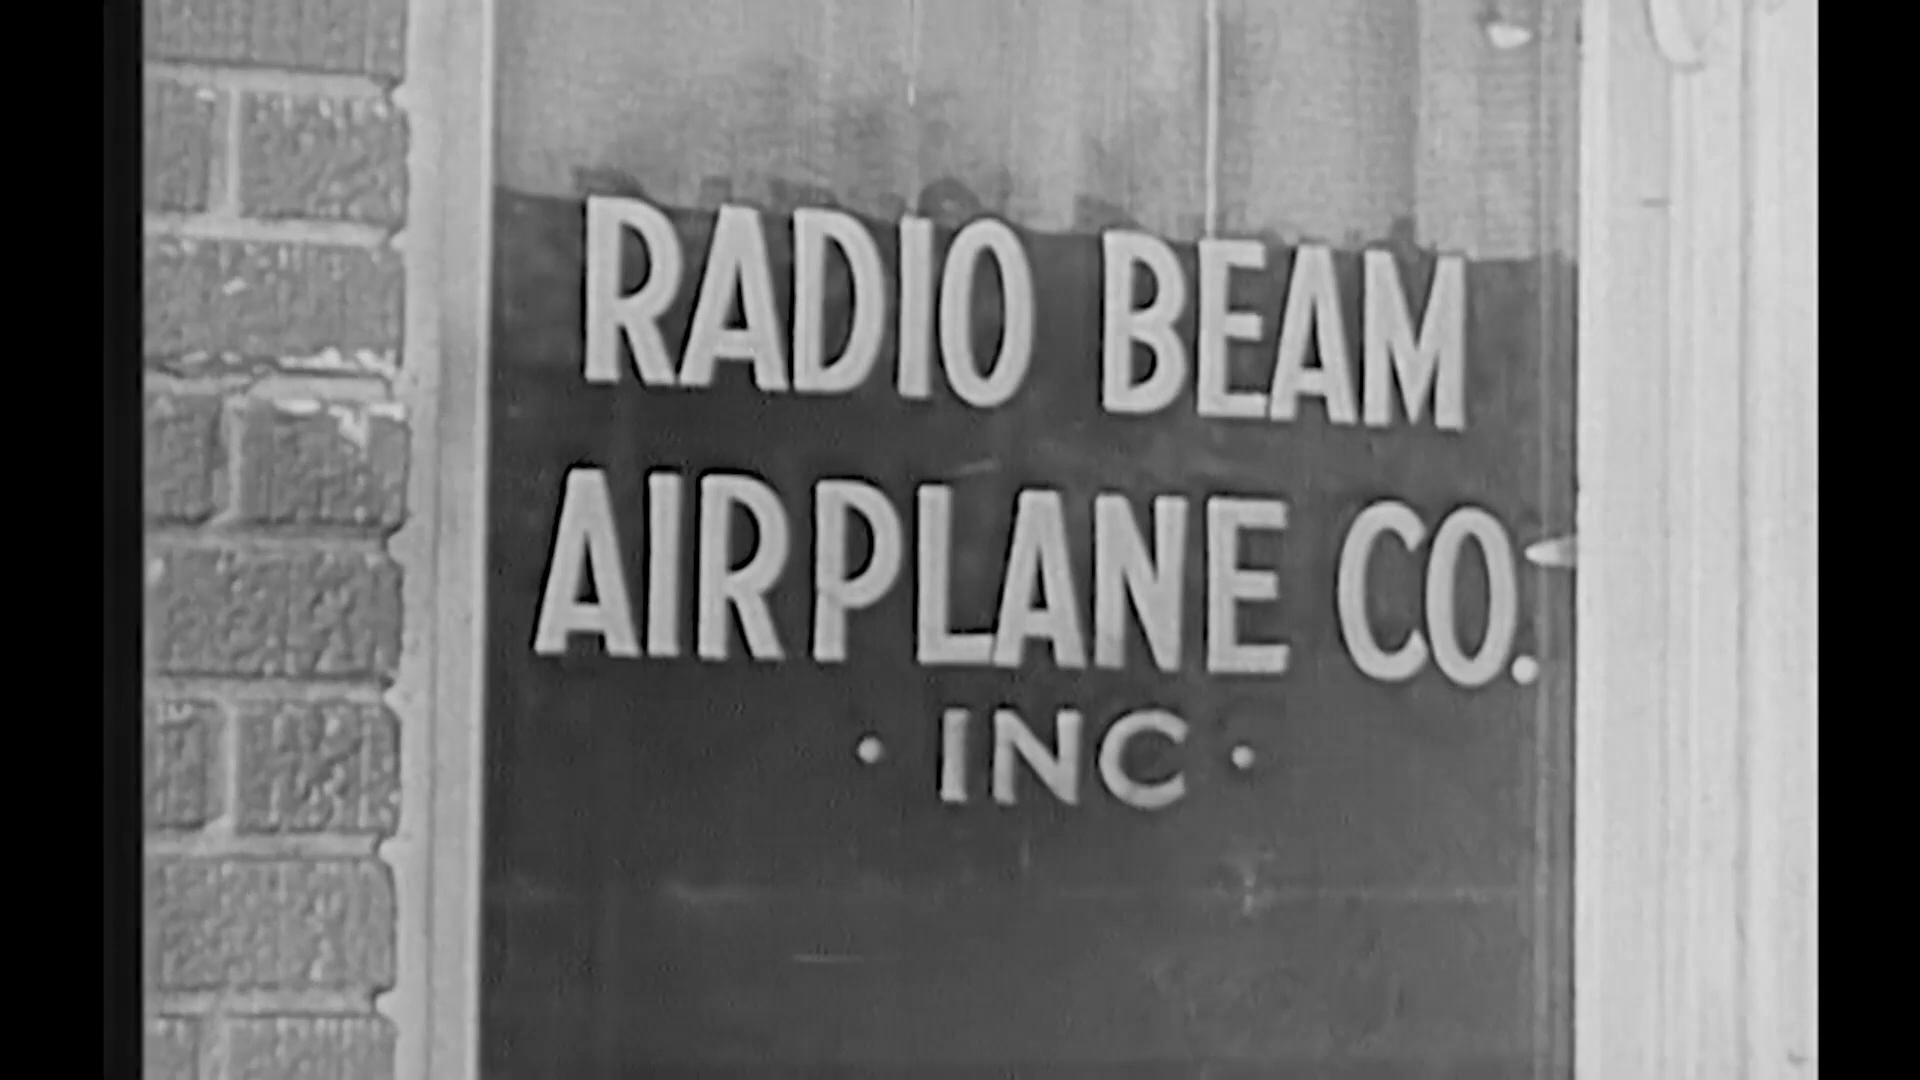 RADIO BEAM
AIRPLANE CO.
• INC •